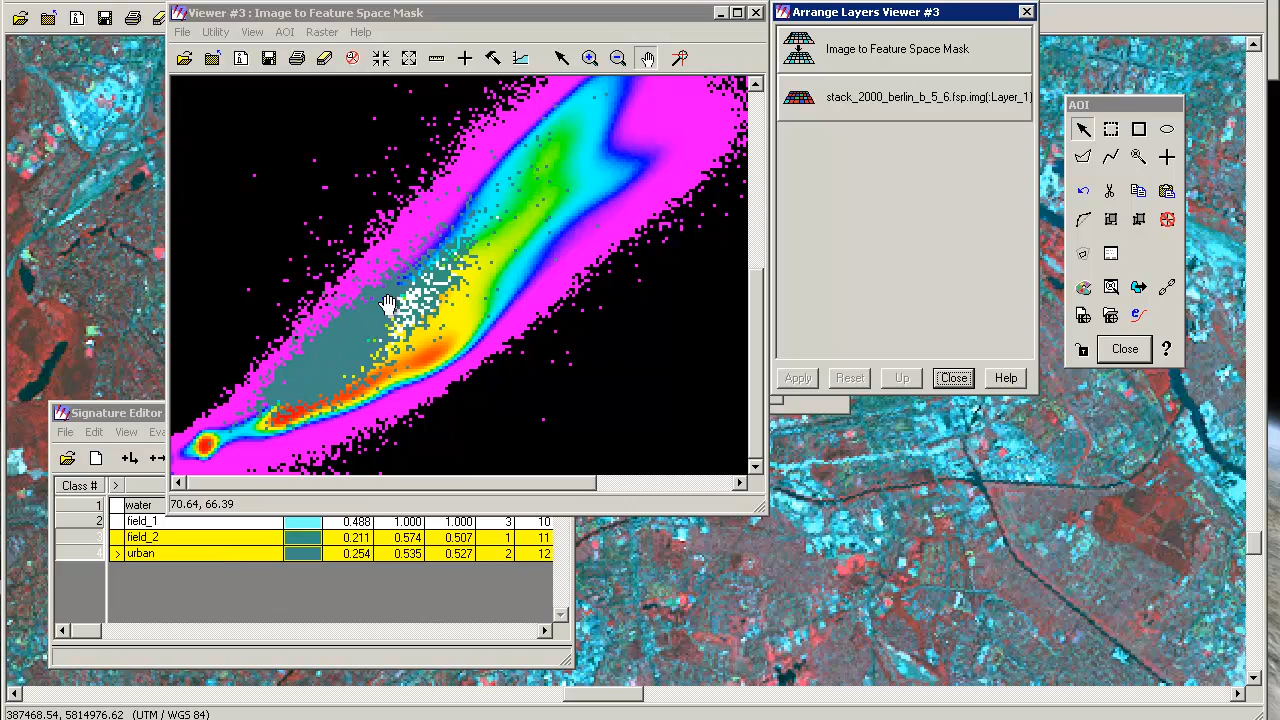 Viewer #3 : Image to Feature Space Mask
File Utility View AOI Raster Help
70.64, 66.39
Arrange Layers Viewer #3
Image to Feature Space Mask
stack_2000_berlin_b_5_6.fsp.img(:Layer_1)
Apply Reset Up Close Help
AOI
Close ?
Signature Editor
File Edit View Eva
Class # >
1 water
2 field_1 0.488 1.000 1.000 3 10
3 field_2 0.211 0.574 0.507 1 11
4 > urban 0.254 0.535 0.527 2 12
387468.54, 5814976.62 (UTM / WGS 84)